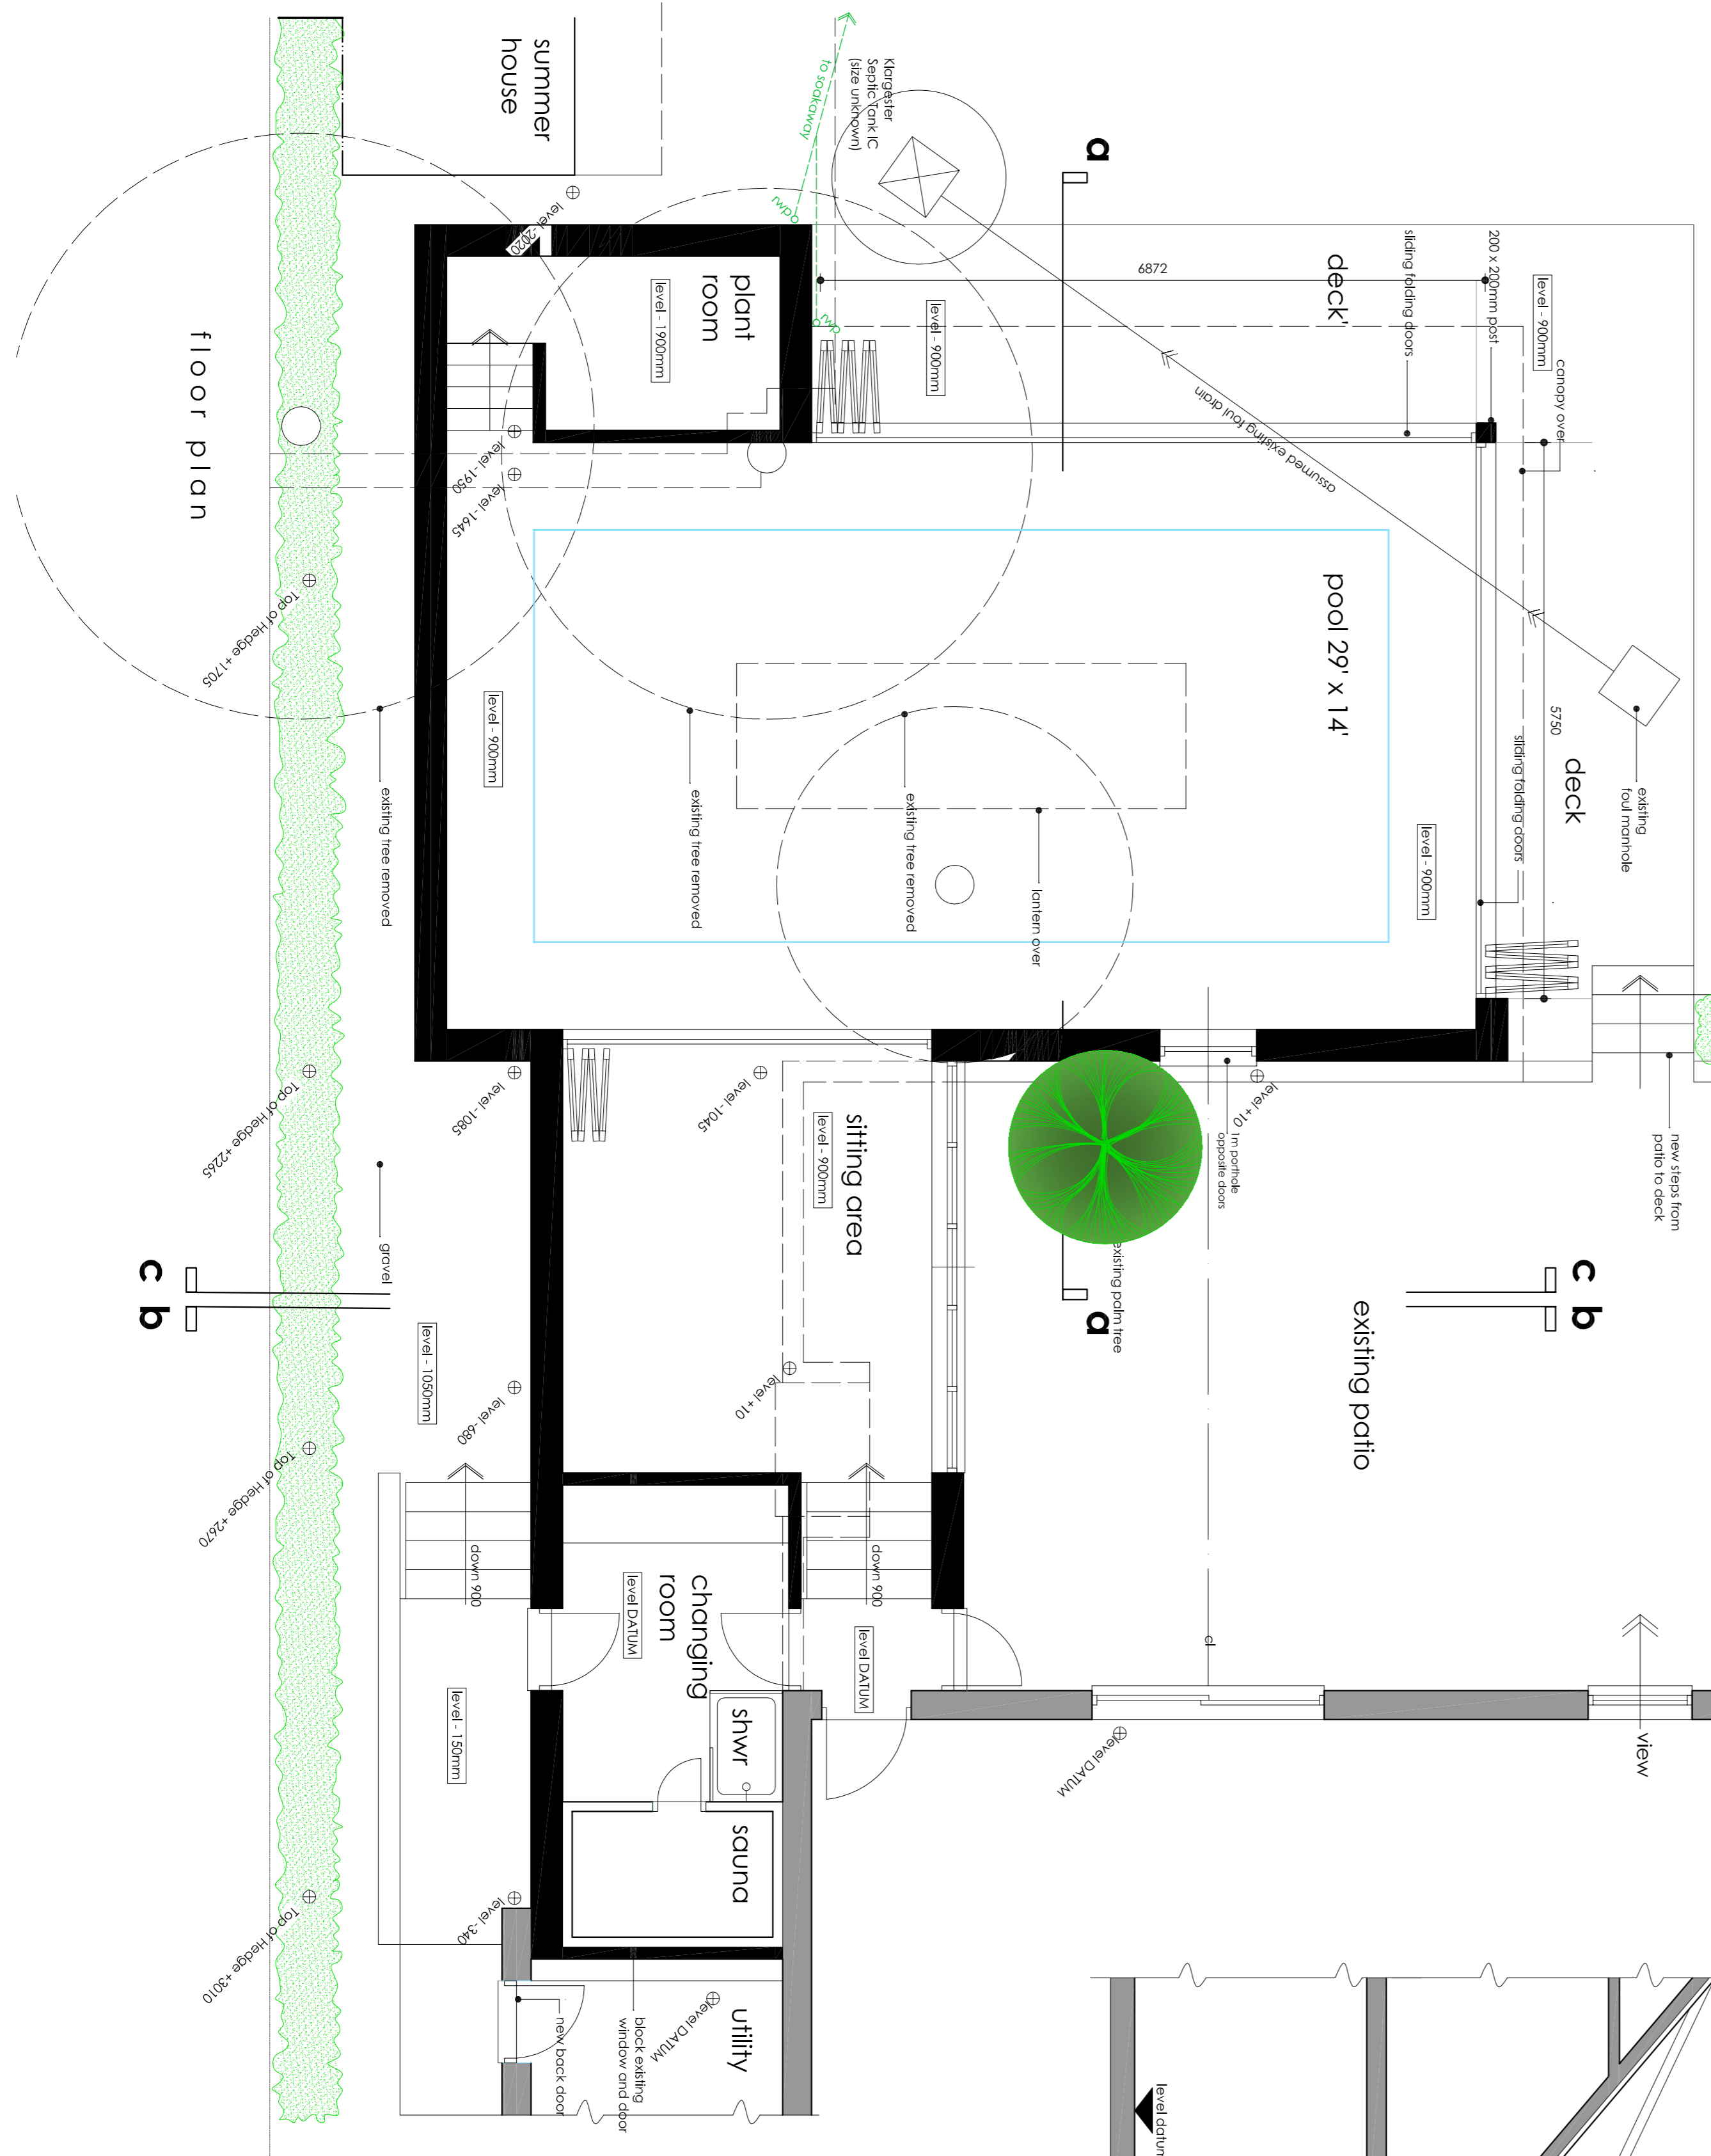 summer
house
Klargester
Septic Tank IC
(size unknown)
to soakaway
rwp
rwp
a
level -2020
plant
room
level - 1900mm
level - 900mm
6872
deck'
sliding folding doors
200 x 200mm post
level - 900mm
canopy over
assumed existing foul drain
floor plan
level -1950
level -1645
pool 29' x 14'
5750
deck
sliding folding doors
existing
foul manhole
Top of Hedge +1705
level - 900mm
level - 900mm
existing tree removed
existing tree removed
existing tree removed
lantern over
Top of Hedge +2265
level -1085
level -1045
level - 900mm
sitting area
level +10
1m porthole
opposite doors
new steps from
patio to deck
existing palm tree
a
gravel
c
b
c
b
existing patio
level - 1050mm
level -680
level +10
Top of Hedge +2670
down 900
down 900
changing
room
level DATUM
level DATUM
cl
view
level - 150mm
shwr
level DATUM
sauna
level -340
Top of Hedge +3010
utility
level DATUM
block existing
window and door
new back door
level datum